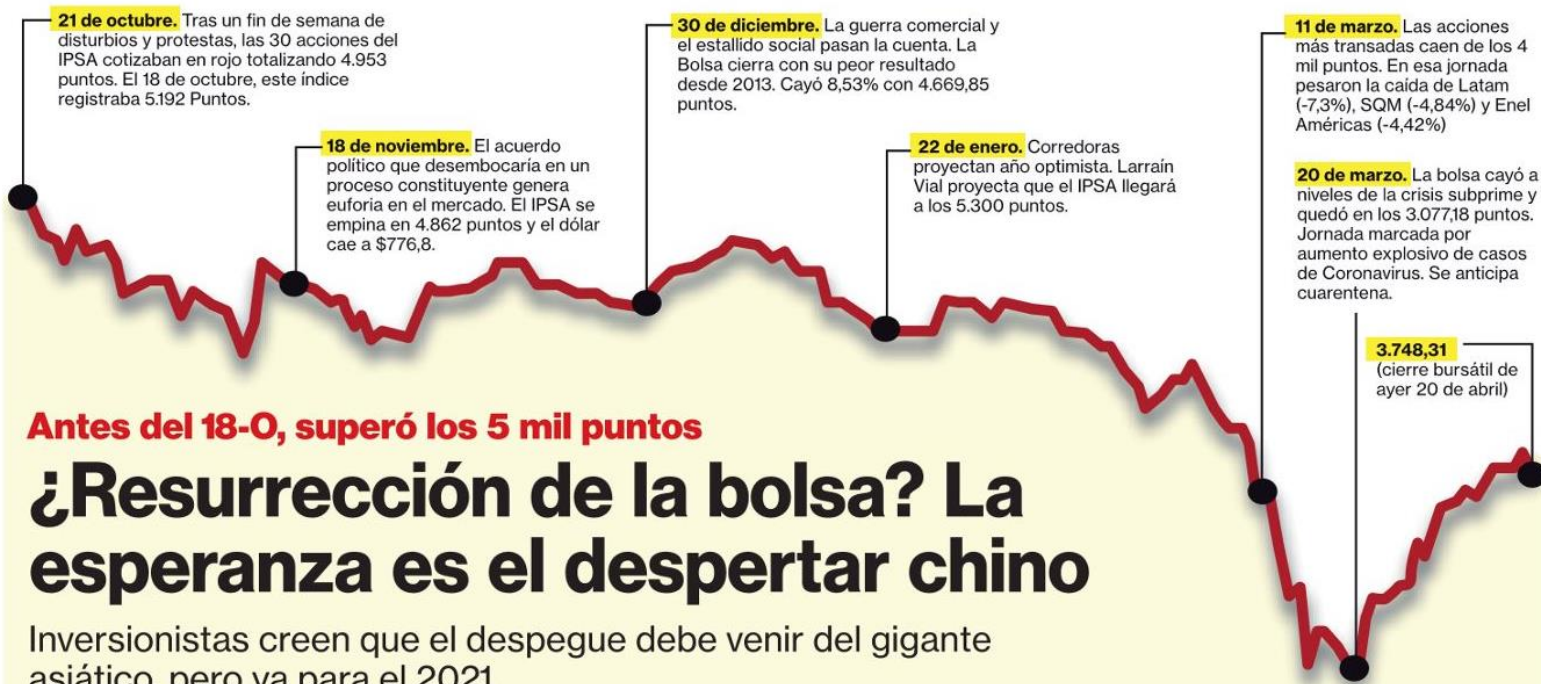 21 de octubre. Tras un fin de semana de
disturbios y protestas, las 30 acciones del
IPSA cotizaban en rojo totalizando 4.953
puntos. El 18 de octubre, este índice
registraba 5.192 Puntos.
18 de noviembre. El acuerdo
político que desembocaría en un
proceso constituyente genera
euforia en el mercado. El IPSA se
empina en 4.862 puntos y el dólar
cae a $776,8.
30 de diciembre. La guerra comercial y
el estallido social pasan la cuenta. La
Bolsa cierra con su peor resultado
desde 2013. Cayó 8,53% con 4.669,85
puntos.
22 de enero. Corredoras
proyectan año optimista. Larraín
Vial proyecta que el IPSA llegará
a los 5.300 puntos.
11 de marzo. Las acciones
más transadas caen de los 4
mil puntos. En esa jornada
pesaron la caída de Latam
(-7,3%), SQM (-4,84%) y Enel
Américas (-4,42%)
20 de marzo. La bolsa cayó a
niveles de la crisis subprime y
quedó en los 3.077,18 puntos.
Jornada marcada por
aumento explosivo de casos
de Coronavirus. Se anticipa
cuarentena.
3.748,31
(cierre bursátil de
ayer 20 de abril)
Antes del 18-O, superó los 5 mil puntos
¿Resurrección de la bolsa? La
esperanza es el despertar chino
Inversionistas creen que el despegue debe venir del gigante
asiático, pero ya para el 2021